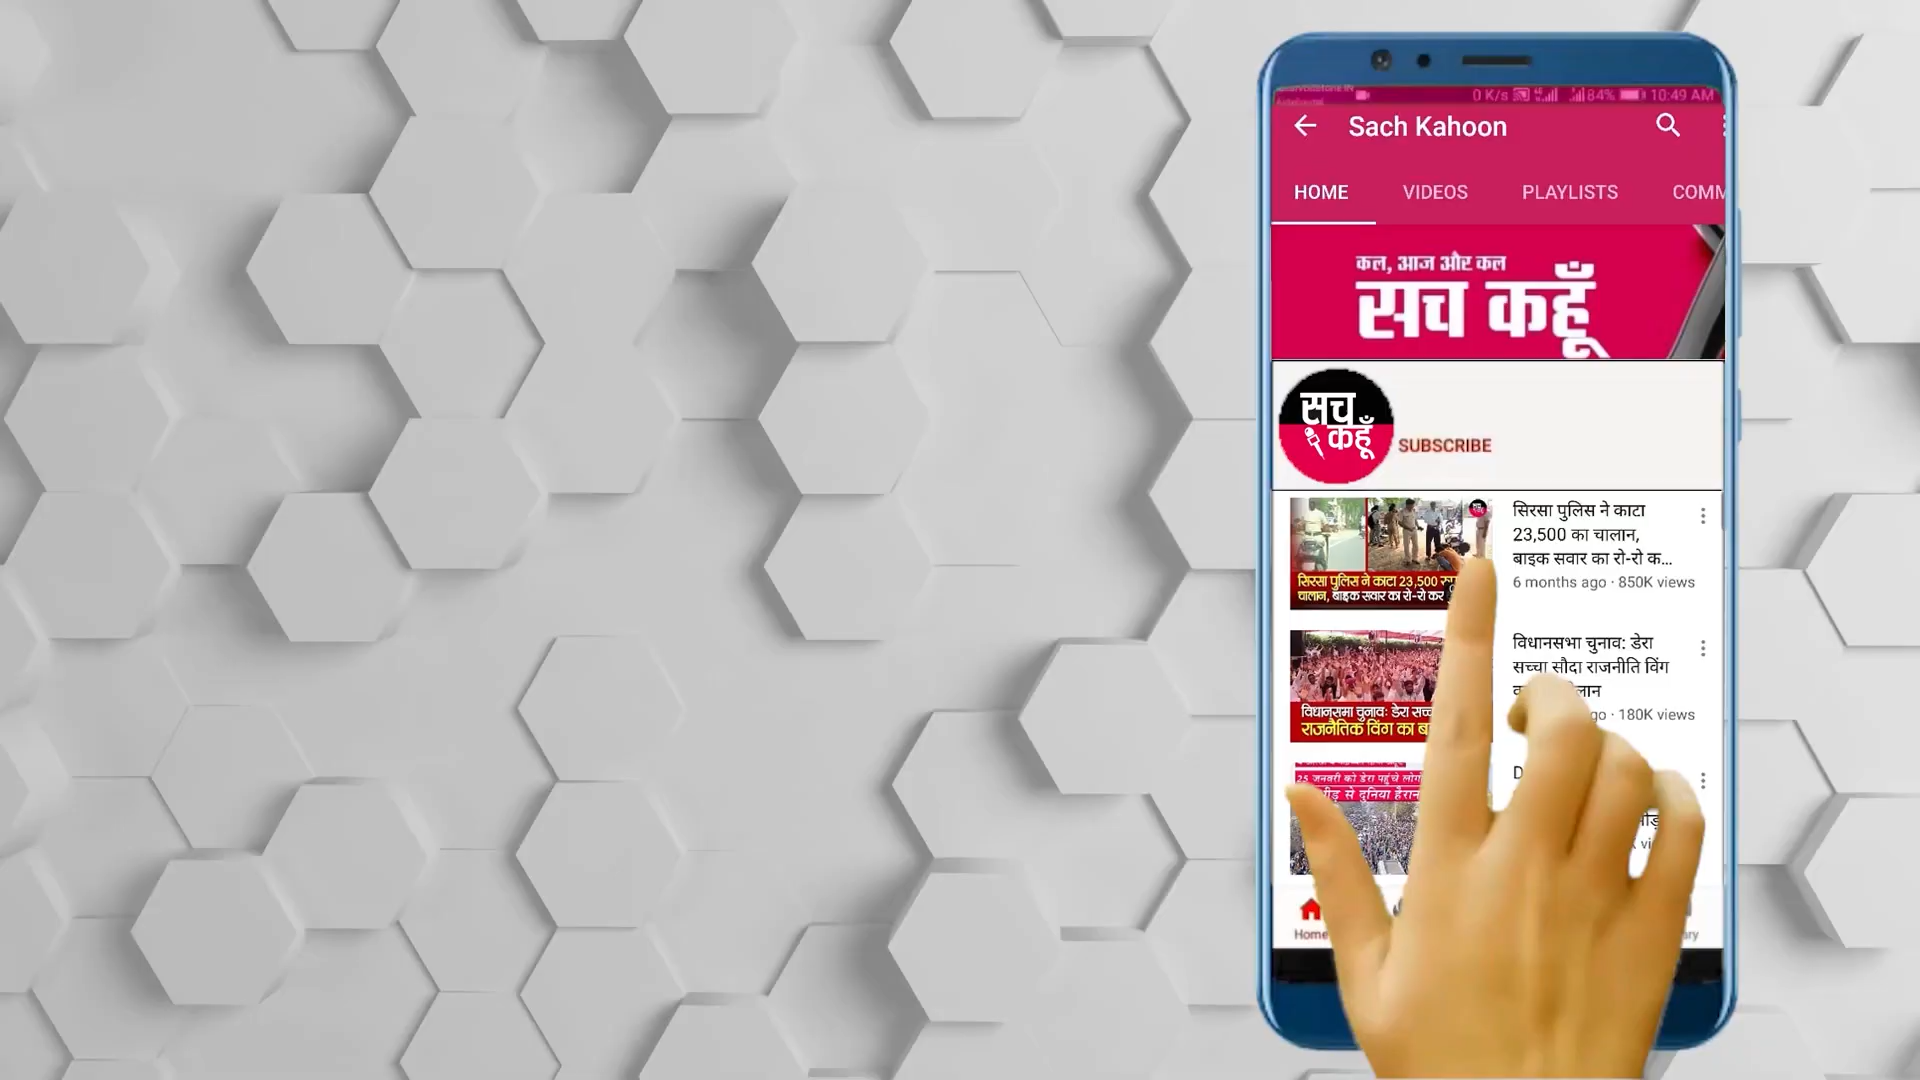 0 K/s 84% 10:49 AM
Sach Kahoon
HOME VIDEOS PLAYLISTS COMM
कल, आज और कल
सच कहूँ
सच
कहूँ
SUBSCRIBE
सिरसा पुलिस ने काटा 23,500
चालान, बाइक सवार का रो-रो कर
सिरसा पुलिस ने काटा
23,500 का चालान,
बाइक सवार का रो-रो क...
6 months ago · 850K views
विधानसभा चुनाव: डेरा
राजनैतिक विंग का
विधानसभा चुनाव: डेरा
सच्चा सौदा राजनीति विंग
180K views
25 जनवरी को डेरा पहुंचे
से दुनिया हैरान
Home